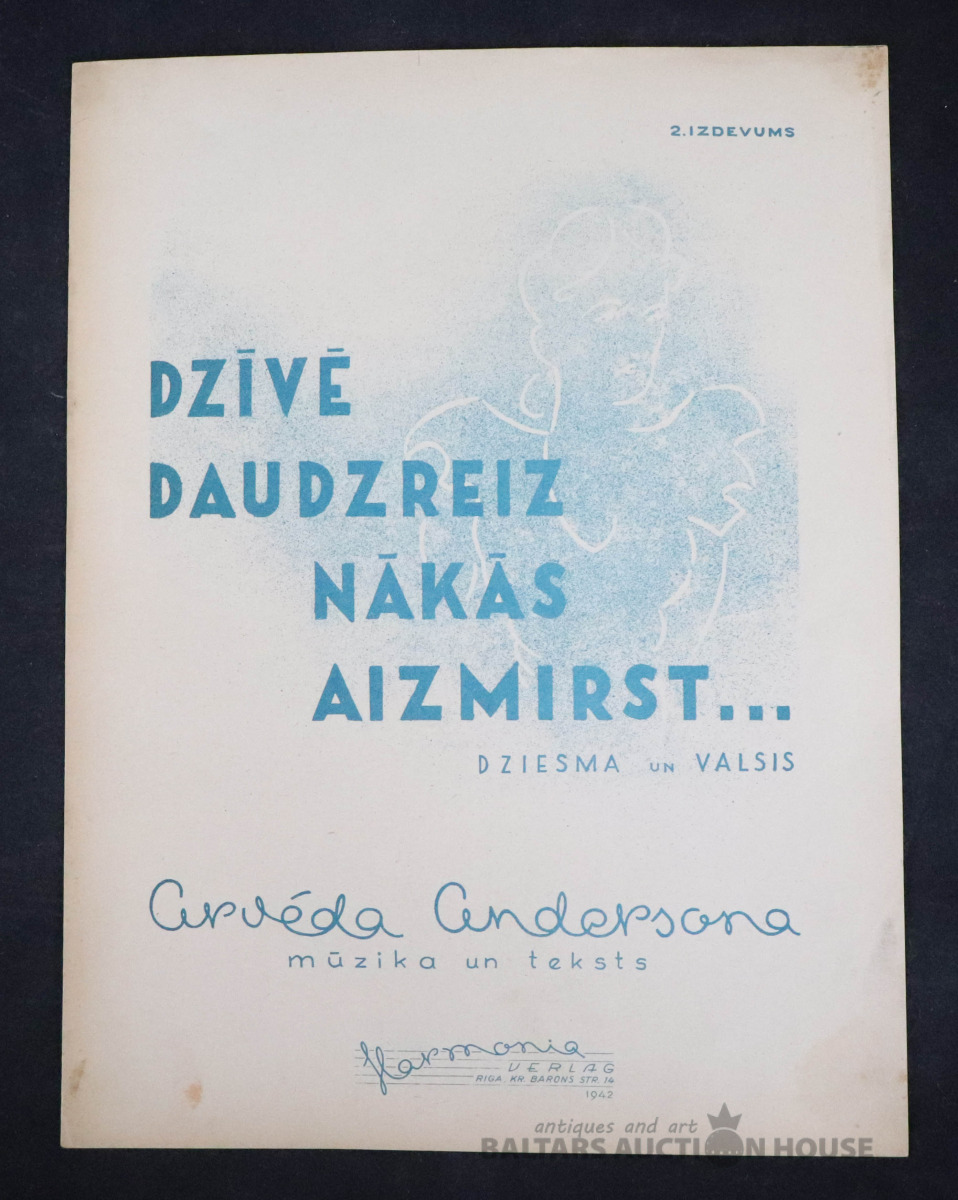 2.IZDEVUMS
DZĪVĒ
DAUDZREIZ
NĀKĀS
AIZMIRST...
DZIESMA UN VALSIS
Arvēda Andersona
mūzika un teksts
Harmonia
VERLAG
RIGA, KR. BARONS STR. 14
1942
antiques and art
BALTARS AUCTION HOUSE